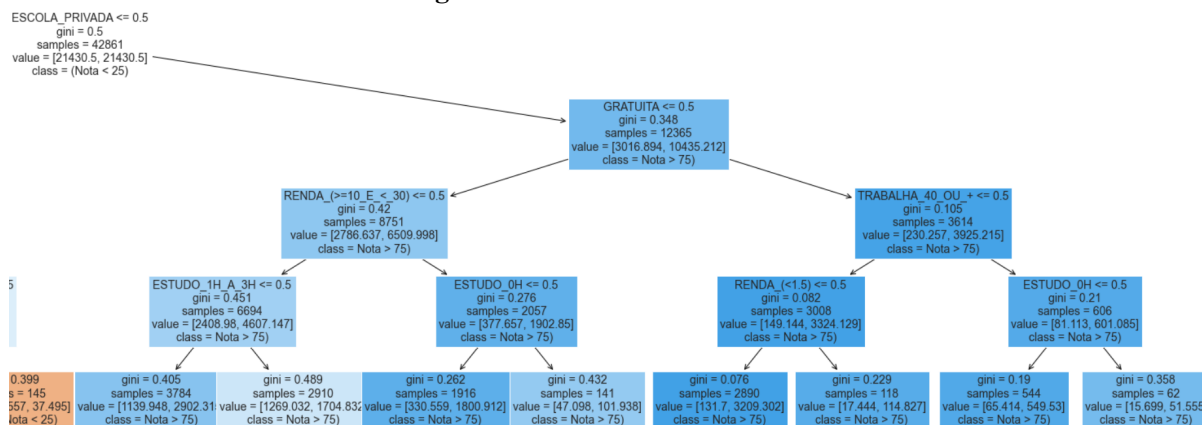 ESCOLA_PRIVADA <= 0.5
gini = 0.5
samples = 42861
value = [21430.5, 21430.5]
class = (Nota < 25)
GRATUITA <= 0.5
gini = 0.348
samples = 12365
value = [3016.894, 10435.212]
class = Nota > 75)
RENDA_(>=10_E_<_30) <= 0.5
gini = 0.42
samples = 8751
value = [2786.637, 6509.998]
class = Nota > 75)
TRABALHA_40_OU_+ <= 0.5
gini = 0.105
samples = 3614
value = [230.257, 3925.215]
class = Nota > 75)
5
ESTUDO_1H_A_3H <= 0.5
gini = 0.451
samples = 6694
value = [2408.98, 4607.147]
class = Nota > 75)
ESTUDO_0H <= 0.5
gini = 0.276
samples = 2057
value = [377.657, 1902.85]
class = Nota > 75)
RENDA_(<1.5) <= 0.5
gini = 0.082
samples = 3008
value = [149.144, 3324.129]
class = Nota > 75)
ESTUDO_0H <= 0.5
gini = 0.21
samples = 606
value = [81.113, 601.085]
class = Nota > 75)
0.399
s = 145
557, 37.495]
Nota < 25)
gini = 0.405
samples = 3784
value = [1139.948, 2902.31
class = Nota > 75)
gini = 0.489
samples = 2910
value = [1269.032, 1704.832
class = Nota > 75)
gini = 0.262
samples = 1916
value = [330.559, 1800.912]
class = Nota > 75)
gini = 0.432
samples = 141
value = [47.098, 101.938]
class = Nota > 75)
gini = 0.076
samples = 2890
value = [131.7, 3209.302]
class = Nota > 75)
gini = 0.229
samples = 118
value = [17.444, 114.827]
class = Nota > 75)
gini = 0.19
samples = 544
value = [65.414, 549.53]
class = Nota > 75)
gini = 0.358
samples = 62
value = [15.699, 51.555
class = Nota > 75)